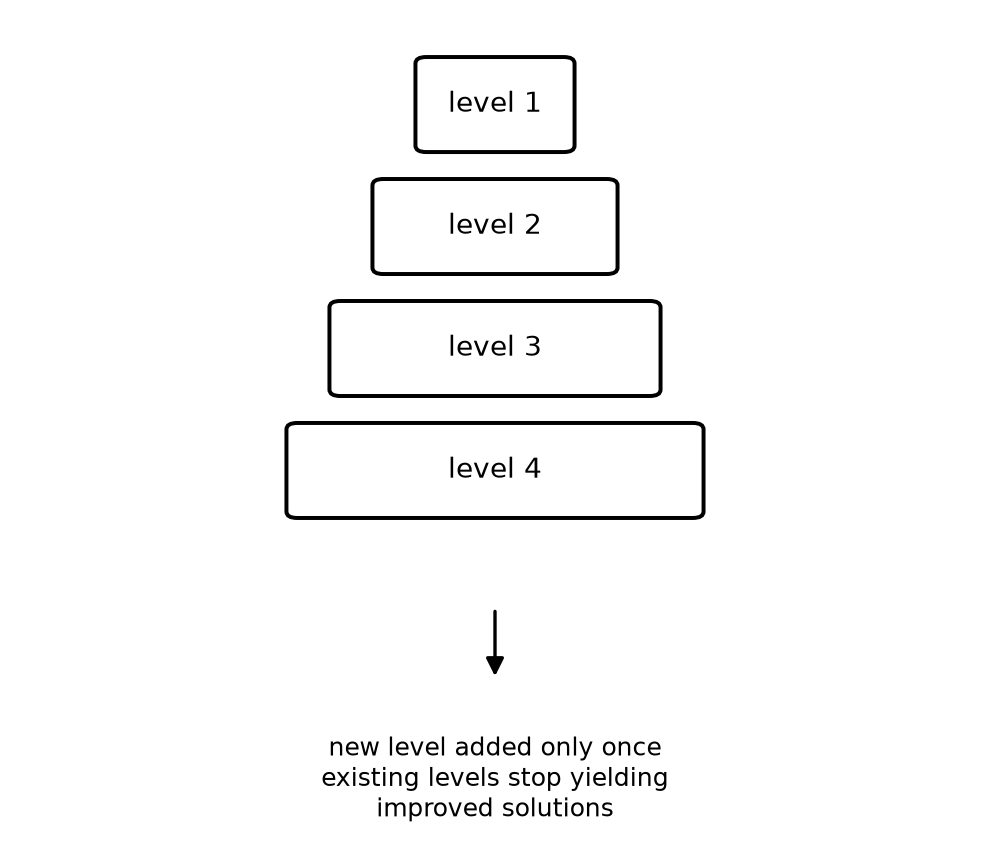 level 1
level 2
level 3
level 4
new level added only once
existing levels stop yielding
improved solutions